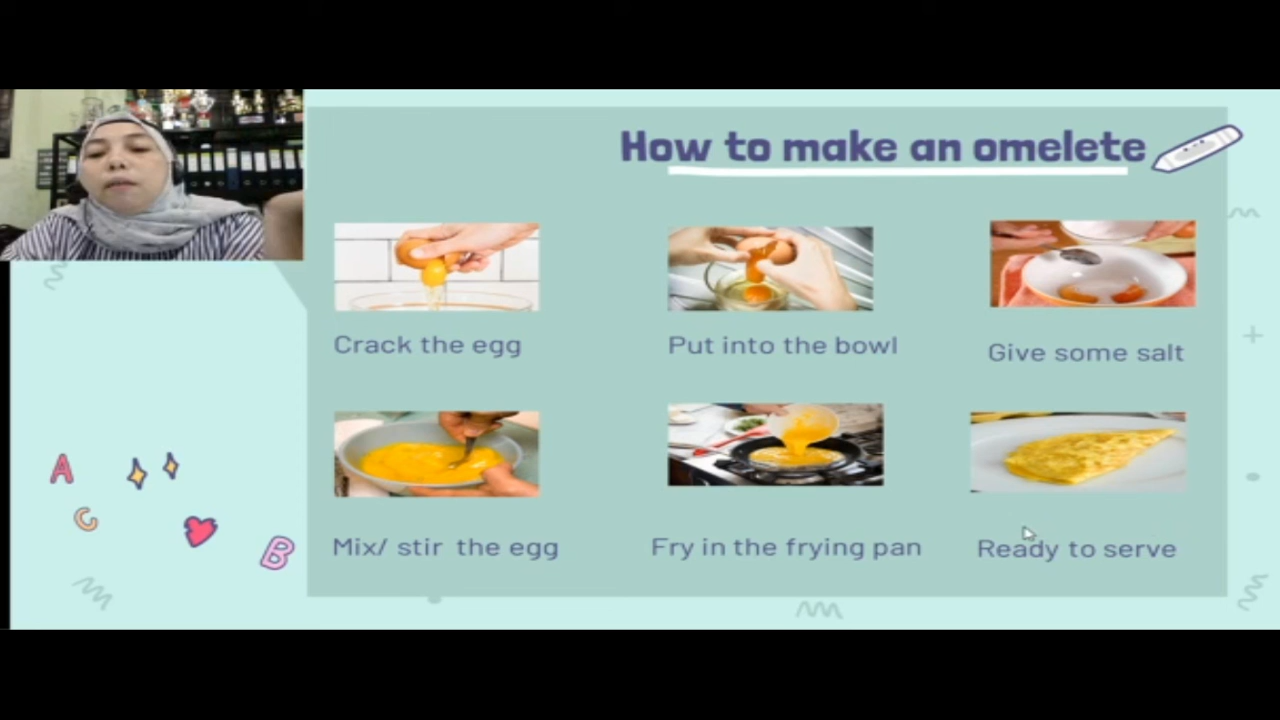 How to make an omelete
Crack the egg
Put into the bowl
Give some salt
Mix/ stir the egg
Fry in the frying pan
Ready to serve
A
C
B